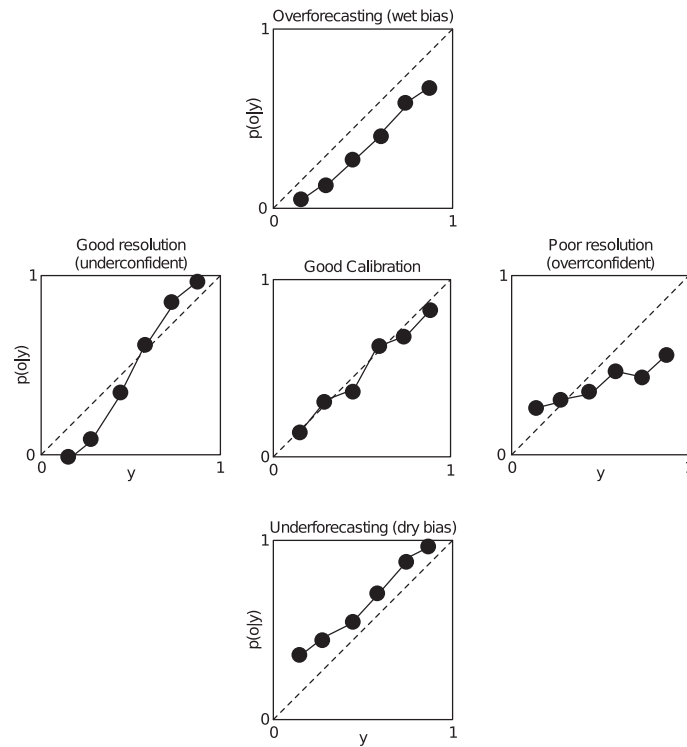 Overforecasting (wet bias)
1
p(o|y)
0
0
1
Good resolution
(underconfident)
1
p(o|y)
0
0
y
1
Good Calibration
1
0
0
1
Poor resolution
(overrconfident)
1
0
0
y
1
Underforecasting (dry bias)
1
p(o|y)
0
0
y
1